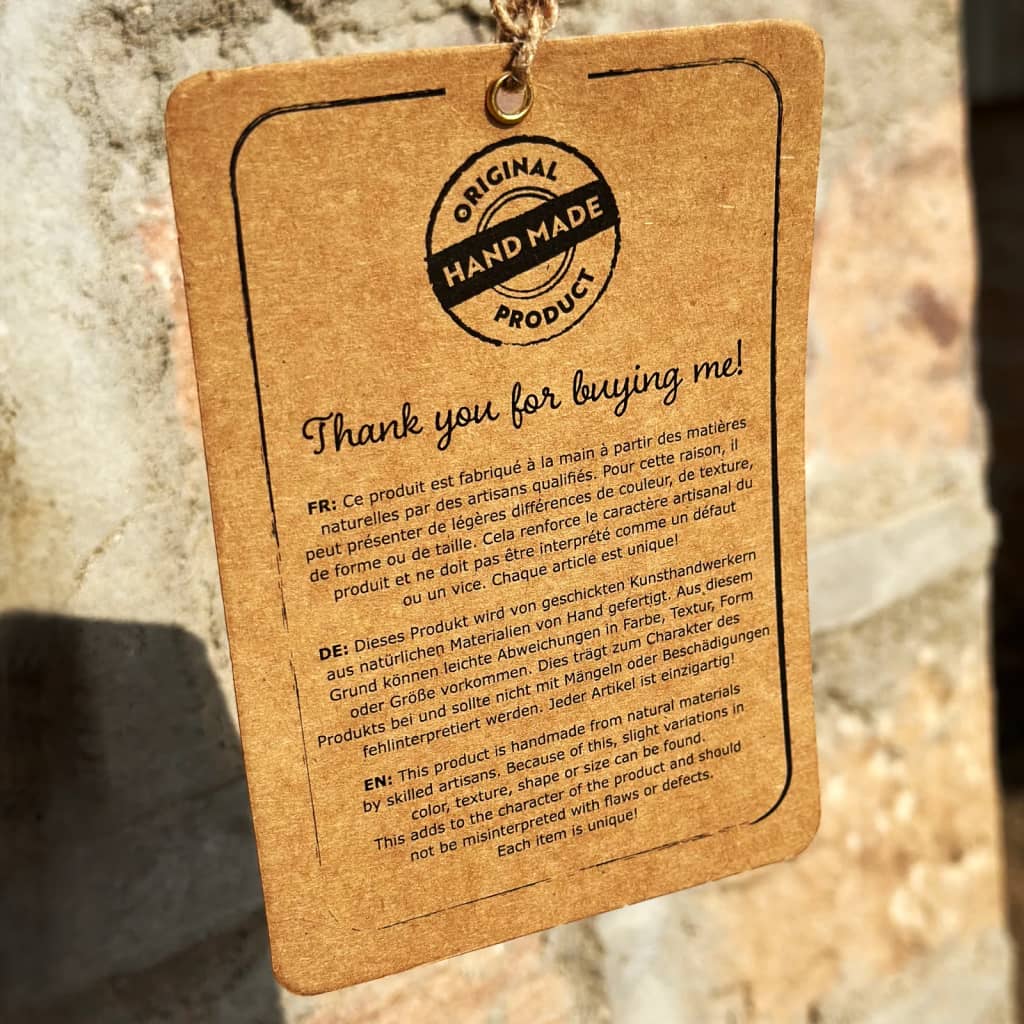 ORIGINAL
HAND MADE
PRODUCT
Thank you for buying me!
FR: Ce produit est fabriqué à la main à partir des matières
naturelles par des artisans qualifiés. Pour cette raison, il
peut présenter de légères différences de couleur, de texture,
de forme ou de taille. Cela renforce le caractère artisanal du
produit et ne doit pas être interprété comme un défaut
ou un vice. Chaque article est unique!
DE: Dieses Produkt wird von geschickten Kunsthandwerkern
aus natürlichen Materialien von Hand gefertigt. Aus diesem
Grund können leichte Abweichungen in Farbe, Textur, Form
oder Größe vorkommen. Dies trägt zum Charakter des
Produkts bei und sollte nicht mit Mängeln oder Beschädigungen
fehlinterpretiert werden. Jeder Artikel ist einzigartig!
EN: This product is handmade from natural materials
by skilled artisans. Because of this, slight variations in
color, texture, shape or size can be found.
This adds to the character of the product and should
not be misinterpreted with flaws or defects.
Each item is unique!